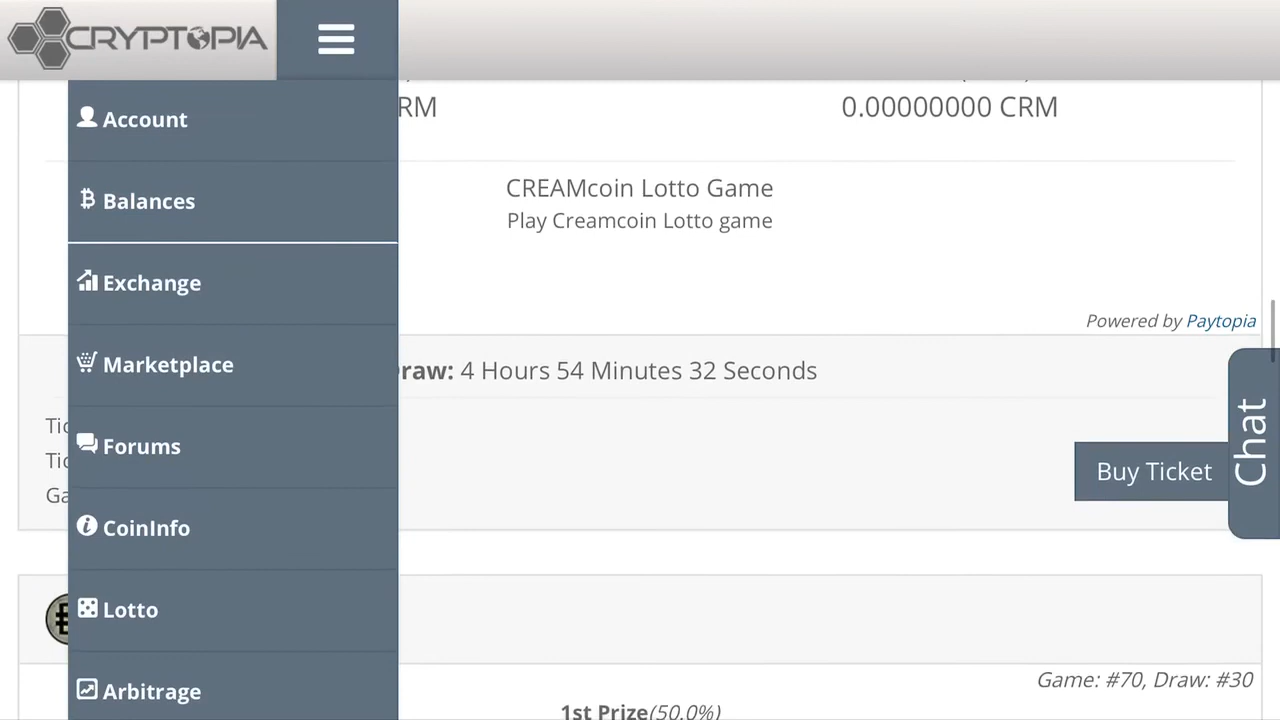 CRYPTOPIA
Account
RM
0.00000000 CRM
Balances
CREAMcoin Lotto Game
Play Creamcoin Lotto game
Exchange
Powered by Paytopia
Marketplace
raw: 4 Hours 54 Minutes 32 Seconds
Forums
Buy Ticket
Chat
CoinInfo
Lotto
Arbitrage
Game: #70, Draw: #30
1st Prize(50.0%)